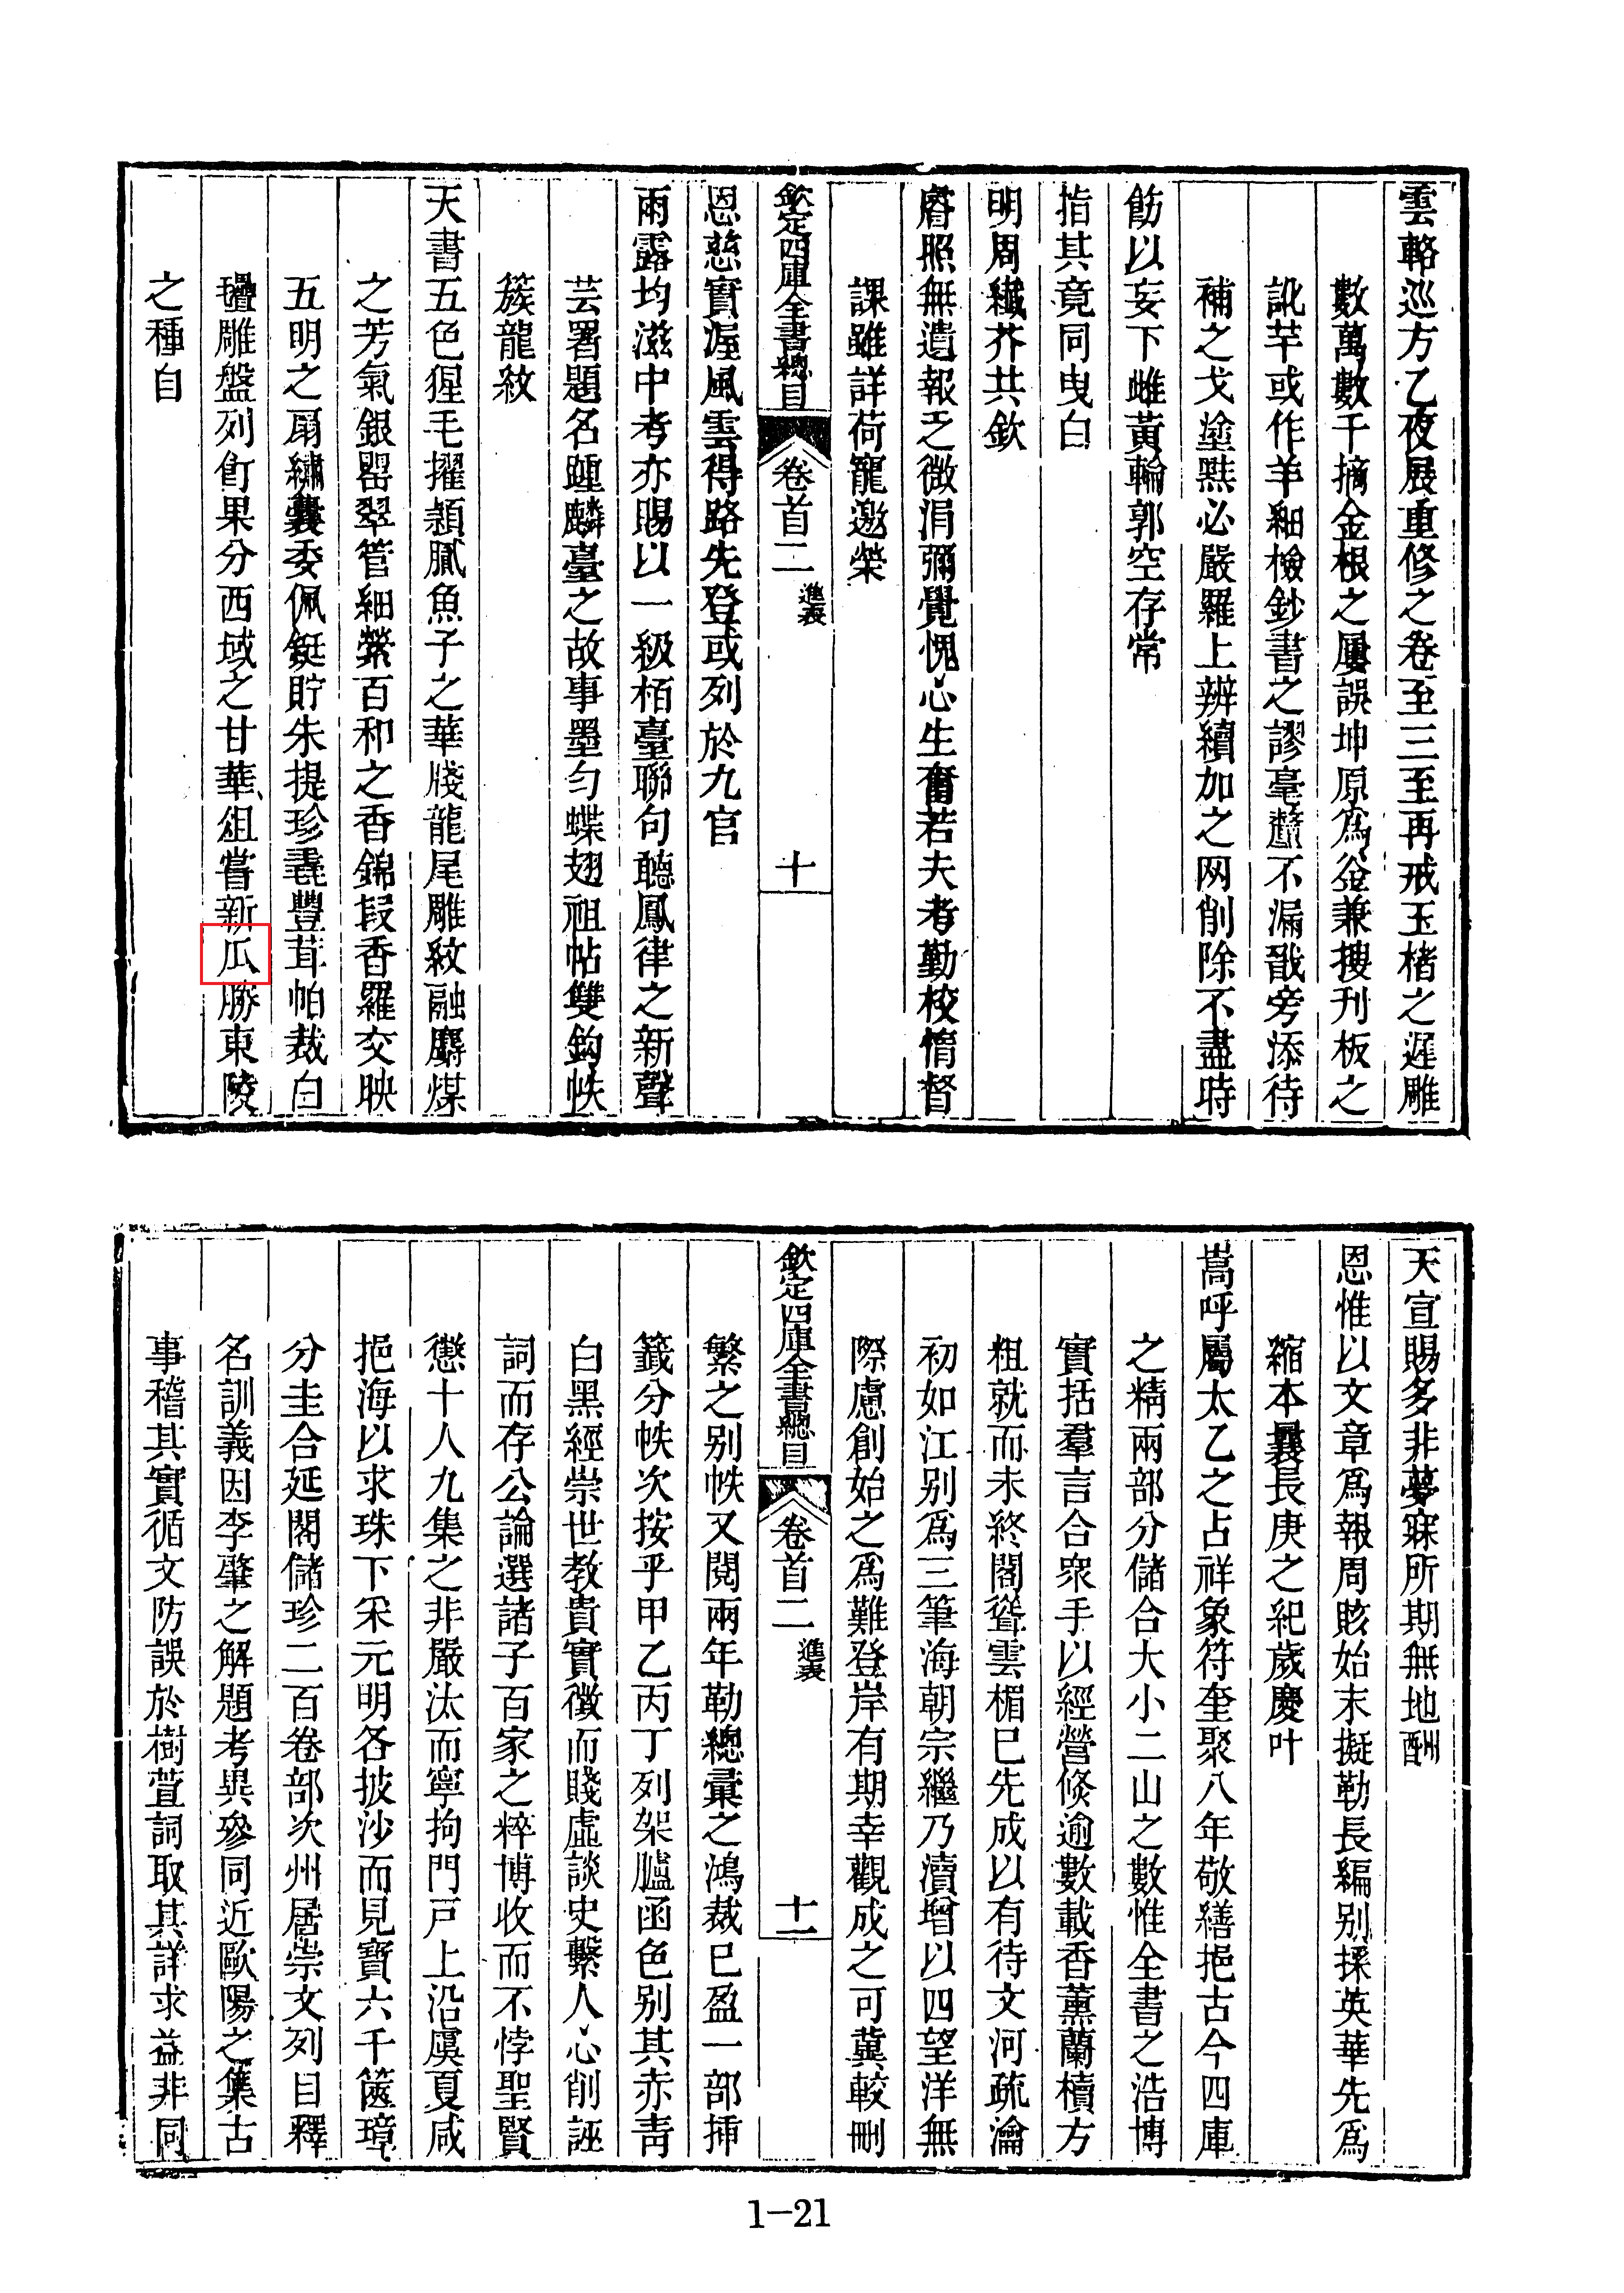 雲輅巡方乙夜展重修之卷至三至再戒玉楮之遲雕
數萬數千摘金根之屢誤坤原爲釡兼搜刋板之
訛芊或作羊細檢鈔書之謬毫釐不漏戩旁添待
補之戈塗㸃必嚴羅上辨續加之网削除不盡時
飭以妄下雌黄輪郭空存常
指其竟同曳白
明周纎芥共欽
睿照無遺報乏微涓彌覺愧心生奮若夫考勤校惰督
課雖詳荷寵邀榮
欽定四庫全書總目 卷首二 進表 十
恩慈實渥風雲得路先登或列於九官
雨露均滋中考亦賜以一級栢臺聯句聽鳳律之新聲
芸署題名踵麟臺之故事墨匀蝶翅祖帖雙鈎帙
簇龍紋
天書五色猩毛擢潁膩魚子之華牋龍尾雕紋融麝煤
之芳氣銀罌翠管細縈百和之香錦段香羅交映
五明之扇繡囊委佩鋌貯朱提珍毳豐茸帕裁白
㽪雕盤列飣果分西域之甘華俎嘗新瓜勝東陵
之種自
天宣賜多非夢寐所期無地酬
恩惟以文章爲報周賅始末擬勒長編别採英華先爲
縮本曩長庚之紀歲慶叶
嵩呼屬太乙之占祥象符奎聚八年敬繕挹古今四庫
之精兩部分儲合大小二山之數惟全書之浩博
實括羣言合衆手以經營倐逾數載香薰蘭櫝方
粗就而未終閣聳雲楣巳先成以有待文河疏瀹
初如江别爲三筆海朝宗繼乃瀆增以四望洋無
際慮創始之爲難登岸有期幸觀成之可冀較刪
欽定四庫全書總目 卷首二 進表 十一
繁之别帙又閱兩年勒總彙之鴻裁巳盈一部揷
籤分帙次按乎甲乙丙丁列架臚函色别其赤靑
白黑經崇世教貴實徵而賤虛談史繫人心削誣
詞而存公論選諸子百家之粹博收而不悖聖賢
懲十人九集之非嚴汰而寧拘門戸上沿虞夏咸
挹海以求珠下采元明各披沙而見寶六千篋璋
分圭合延閣儲珍二百卷部次州居崇文列目釋
名訓義因李肇之解題考異參同近歐陽之集古
事稽其實循文防誤於樹萱詞取其詳求益非同
1—21